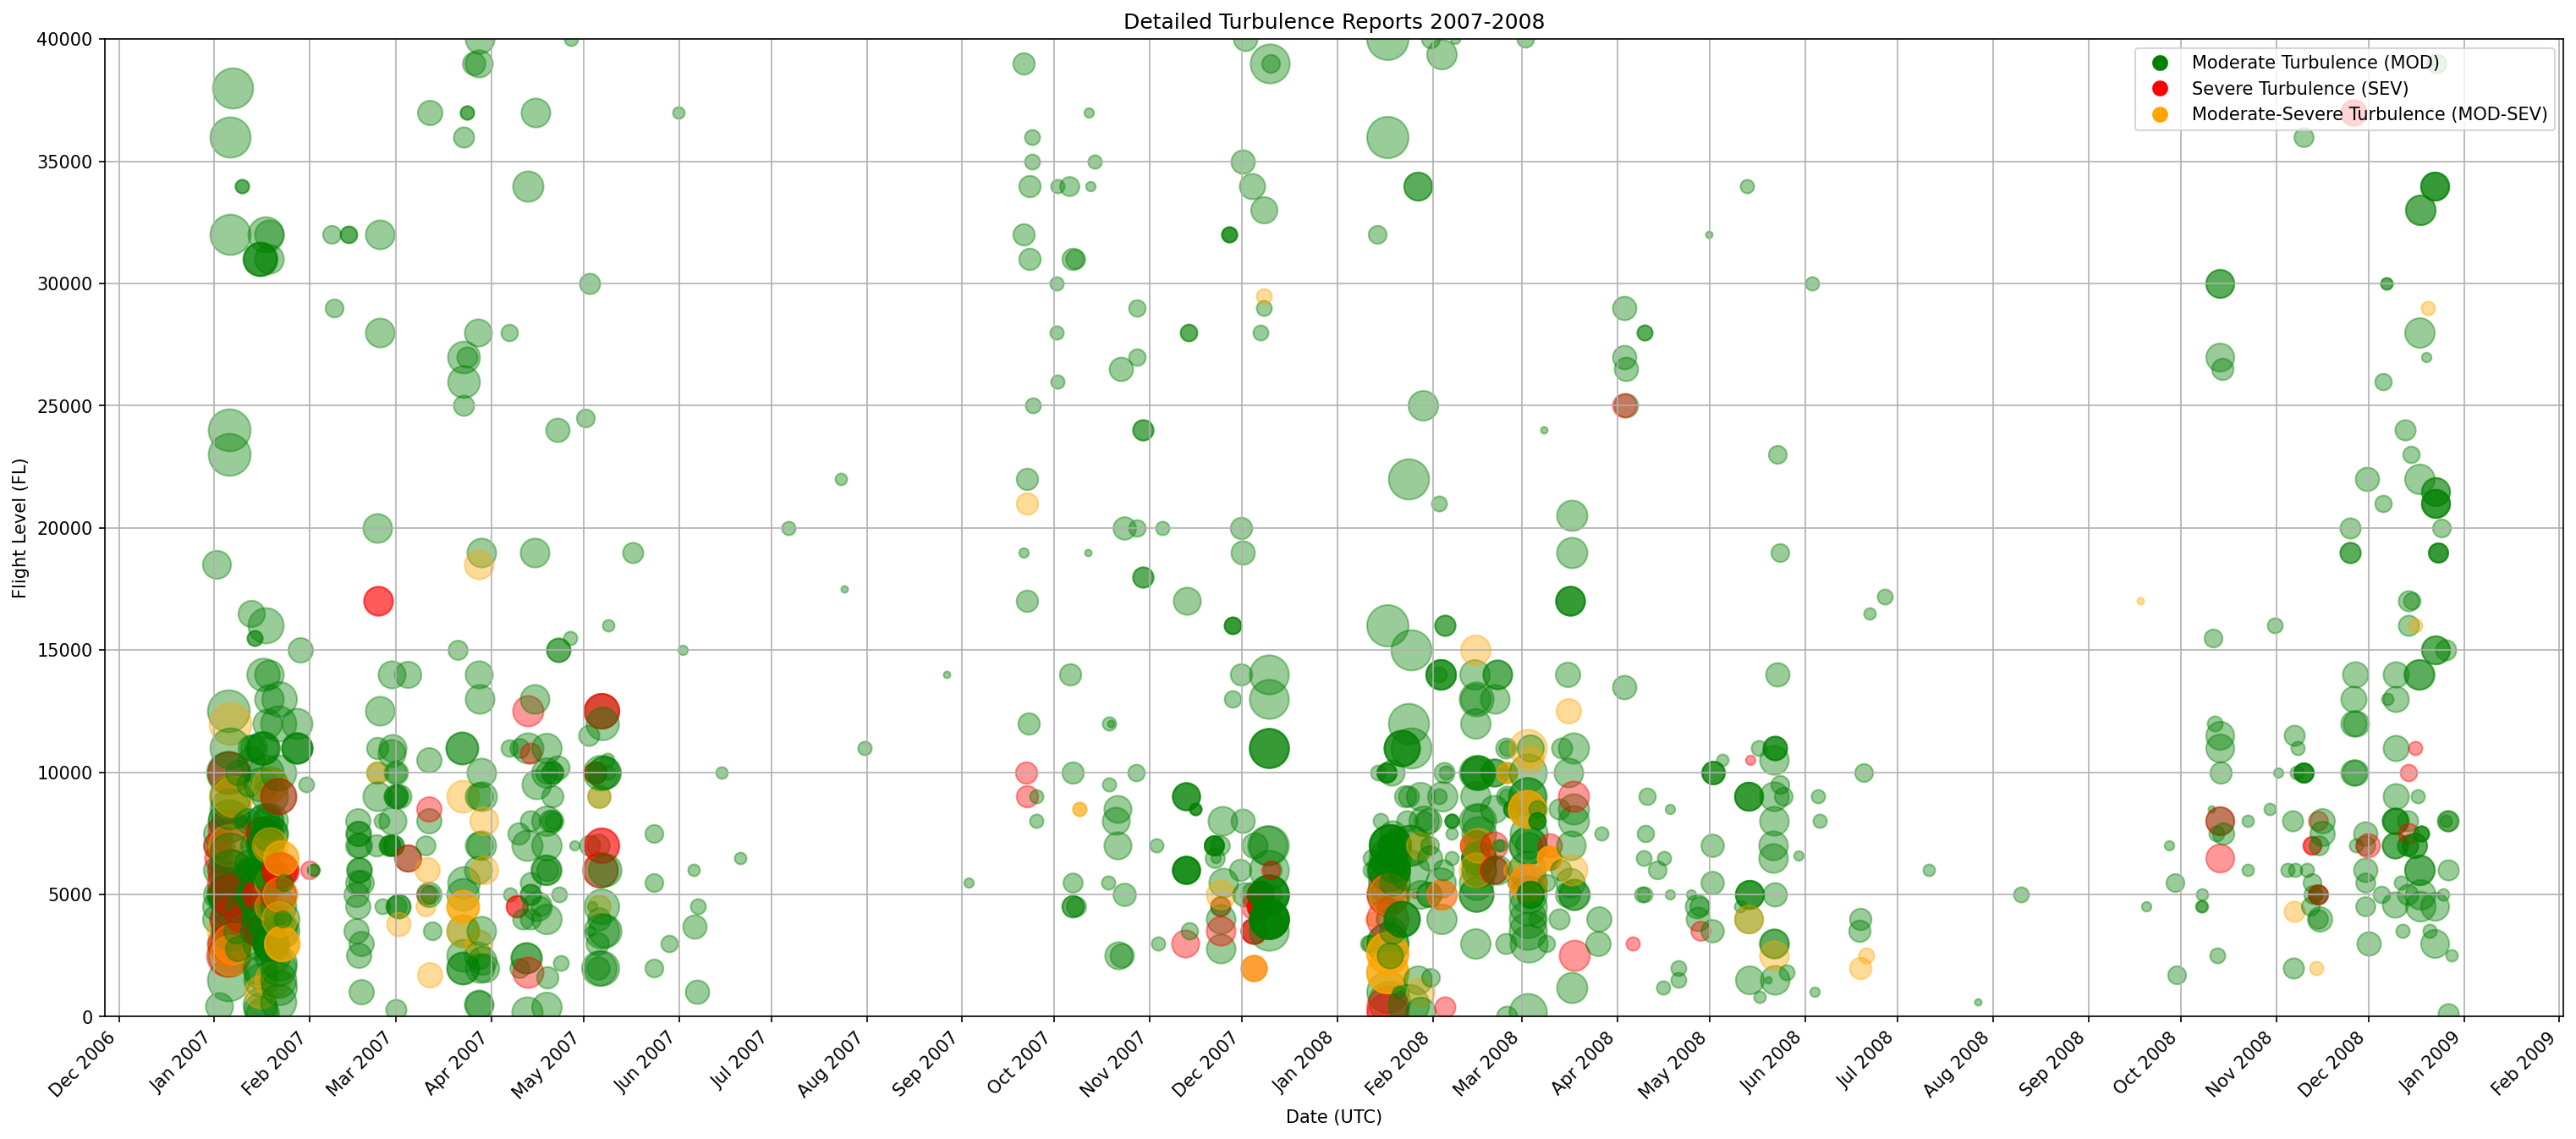 Detailed Turbulence Reports 2007-2008
Moderate Turbulence (MOD)
Severe Turbulence (SEV)
Moderate-Severe Turbulence (MOD-SEV)
Flight Level (FL)
40000
35000
30000
25000
20000
15000
10000
5000
0
Dec 2006
Jan 2007
Feb 2007
Mar 2007
Apr 2007
May 2007
Jun 2007
Jul 2007
Aug 2007
Sep 2007
Oct 2007
Nov 2007
Dec 2007
Jan 2008
Feb 2008
Mar 2008
Apr 2008
May 2008
Jun 2008
Jul 2008
Aug 2008
Sep 2008
Oct 2008
Nov 2008
Dec 2008
Jan 2009
Feb 2009
Date (UTC)